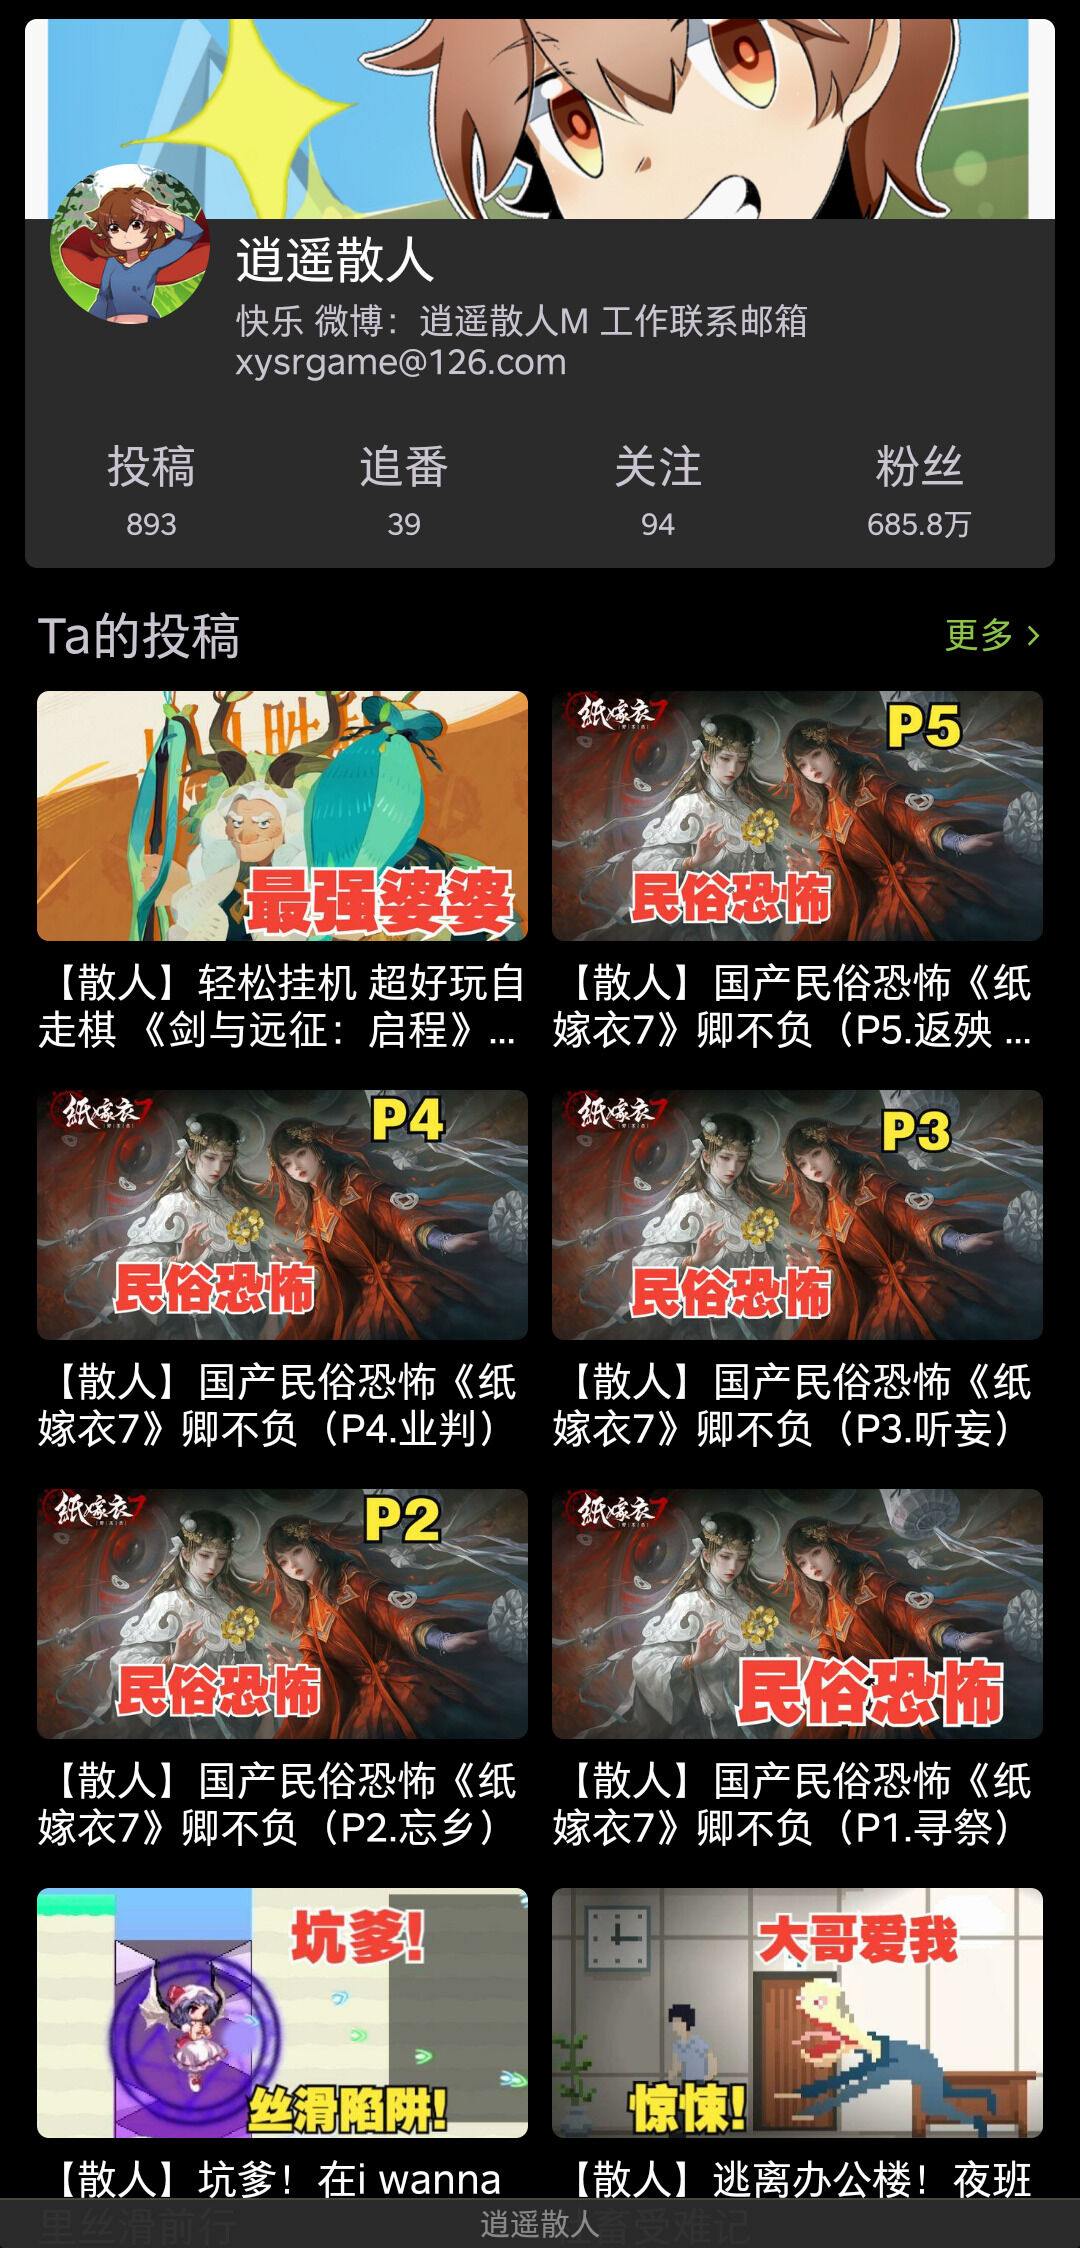 逍遥散人
快乐 微博：逍遥散人M 工作联系邮箱
xysrgame@126.com
投稿 追番 关注 粉丝
893 39 94 685.8万
Ta的投稿 更多
最强婆婆
【散人】轻松挂机 超好玩自
走棋 《剑与远征：启程》...
纸嫁衣7
P5
民俗恐怖
【散人】国产民俗恐怖《纸
嫁衣7》卿不负（P5.返殃 ...
纸嫁衣7
P4
民俗恐怖
【散人】国产民俗恐怖《纸
嫁衣7》卿不负（P4.业判）
纸嫁衣7
P3
民俗恐怖
【散人】国产民俗恐怖《纸
嫁衣7》卿不负（P3.听妄）
纸嫁衣7
P2
民俗恐怖
【散人】国产民俗恐怖《纸
嫁衣7》卿不负（P2.忘乡）
纸嫁衣7
民俗恐怖
【散人】国产民俗恐怖《纸
嫁衣7》卿不负（P1.寻祭）
坑爹!
丝滑陷阱!
【散人】坑爹！在i wanna
里丝滑前行
大哥爱我
惊悚!
【散人】逃离办公楼！夜班
畜受难记
逍遥散人